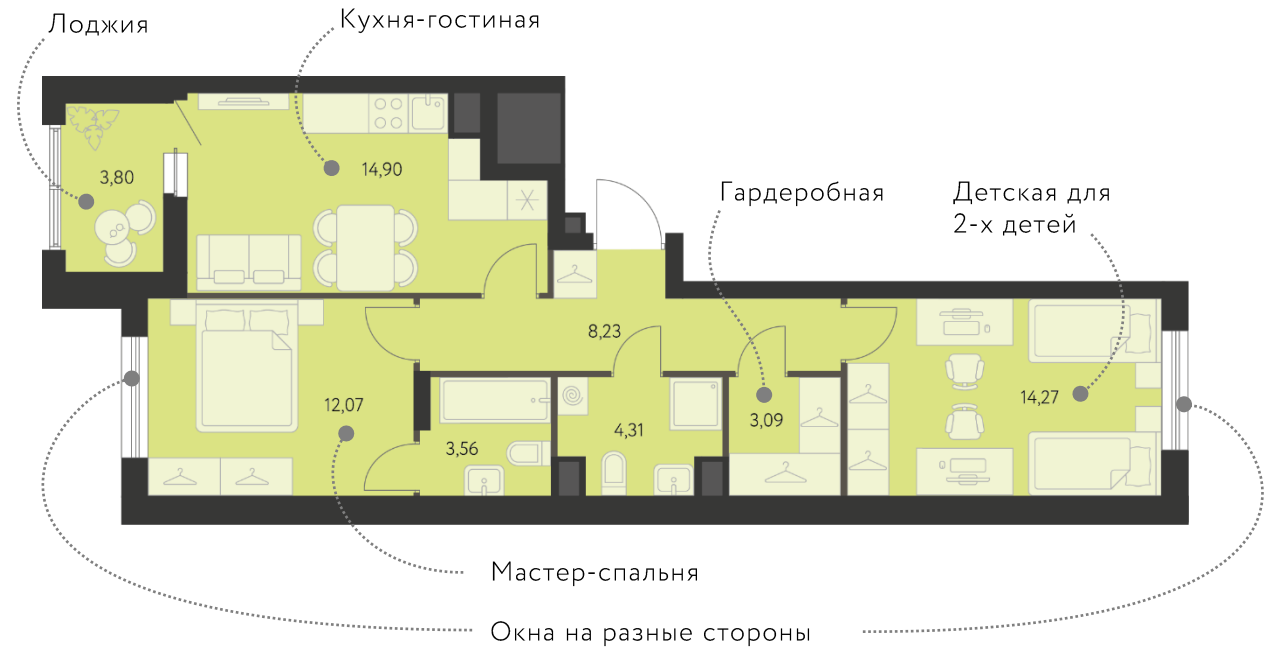 Лоджия
Кухня-гостиная
3,80
14,90
Гардеробная
Детская для
2-х детей
8,23
12,07
3,56
4,31
3,09
14,27
Мастер-спальня
Окна на разные стороны